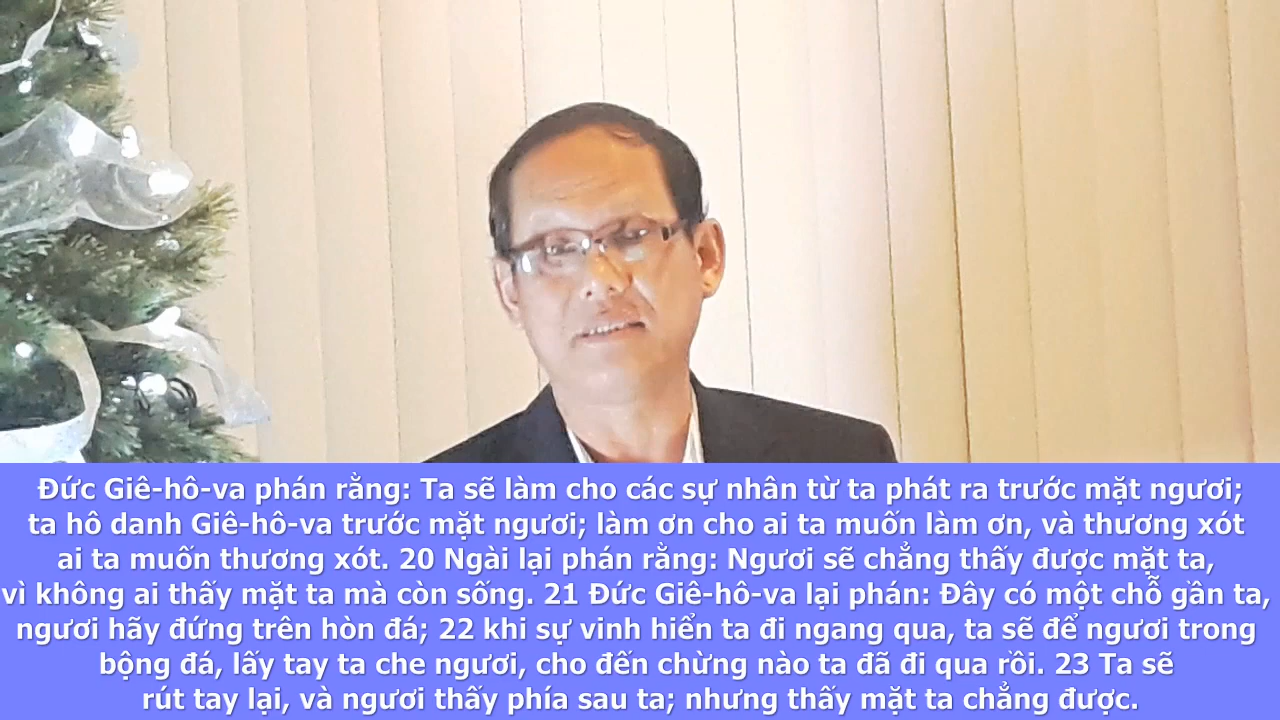 Đức Giê-hô-va phán rằng: Ta sẽ làm cho các sự nhân từ ta phát ra trước mặt ngươi;
ta hô danh Giê-hô-va trước mặt ngươi; làm ơn cho ai ta muốn làm ơn, và thương xót
ai ta muốn thương xót. 20 Ngài lại phán rằng: Ngươi sẽ chẳng thấy được mặt ta,
vì không ai thấy mặt ta mà còn sống. 21 Đức Giê-hô-va lại phán: Đây có một chỗ gần ta,
ngươi hãy đứng trên hòn đá; 22 khi sự vinh hiển ta đi ngang qua, ta sẽ để ngươi trong
bộng đá, lấy tay ta che ngươi, cho đến chừng nào ta đã đi qua rồi. 23 Ta sẽ
rút tay lại, và ngươi thấy phía sau ta; nhưng thấy mặt ta chẳng được.